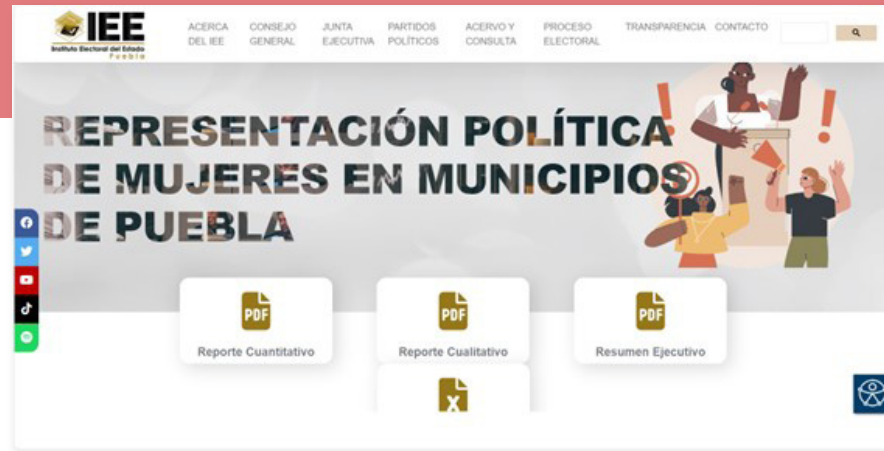 IEE
Instituto Electoral del Estado
Puebla
ACERCA DEL IEE
CONSEJO GENERAL
JUNTA EJECUTIVA
PARTIDOS POLÍTICOS
ACERVO Y CONSULTA
PROCESO ELECTORAL
TRANSPARENCIA
CONTACTO
REPRESENTACIÓN POLÍTICA
DE MUJERES EN MUNICIPIOS
DE PUEBLA
PDF
Reporte Cuantitativo
PDF
Reporte Cualitativo
PDF
Resumen Ejecutivo
X